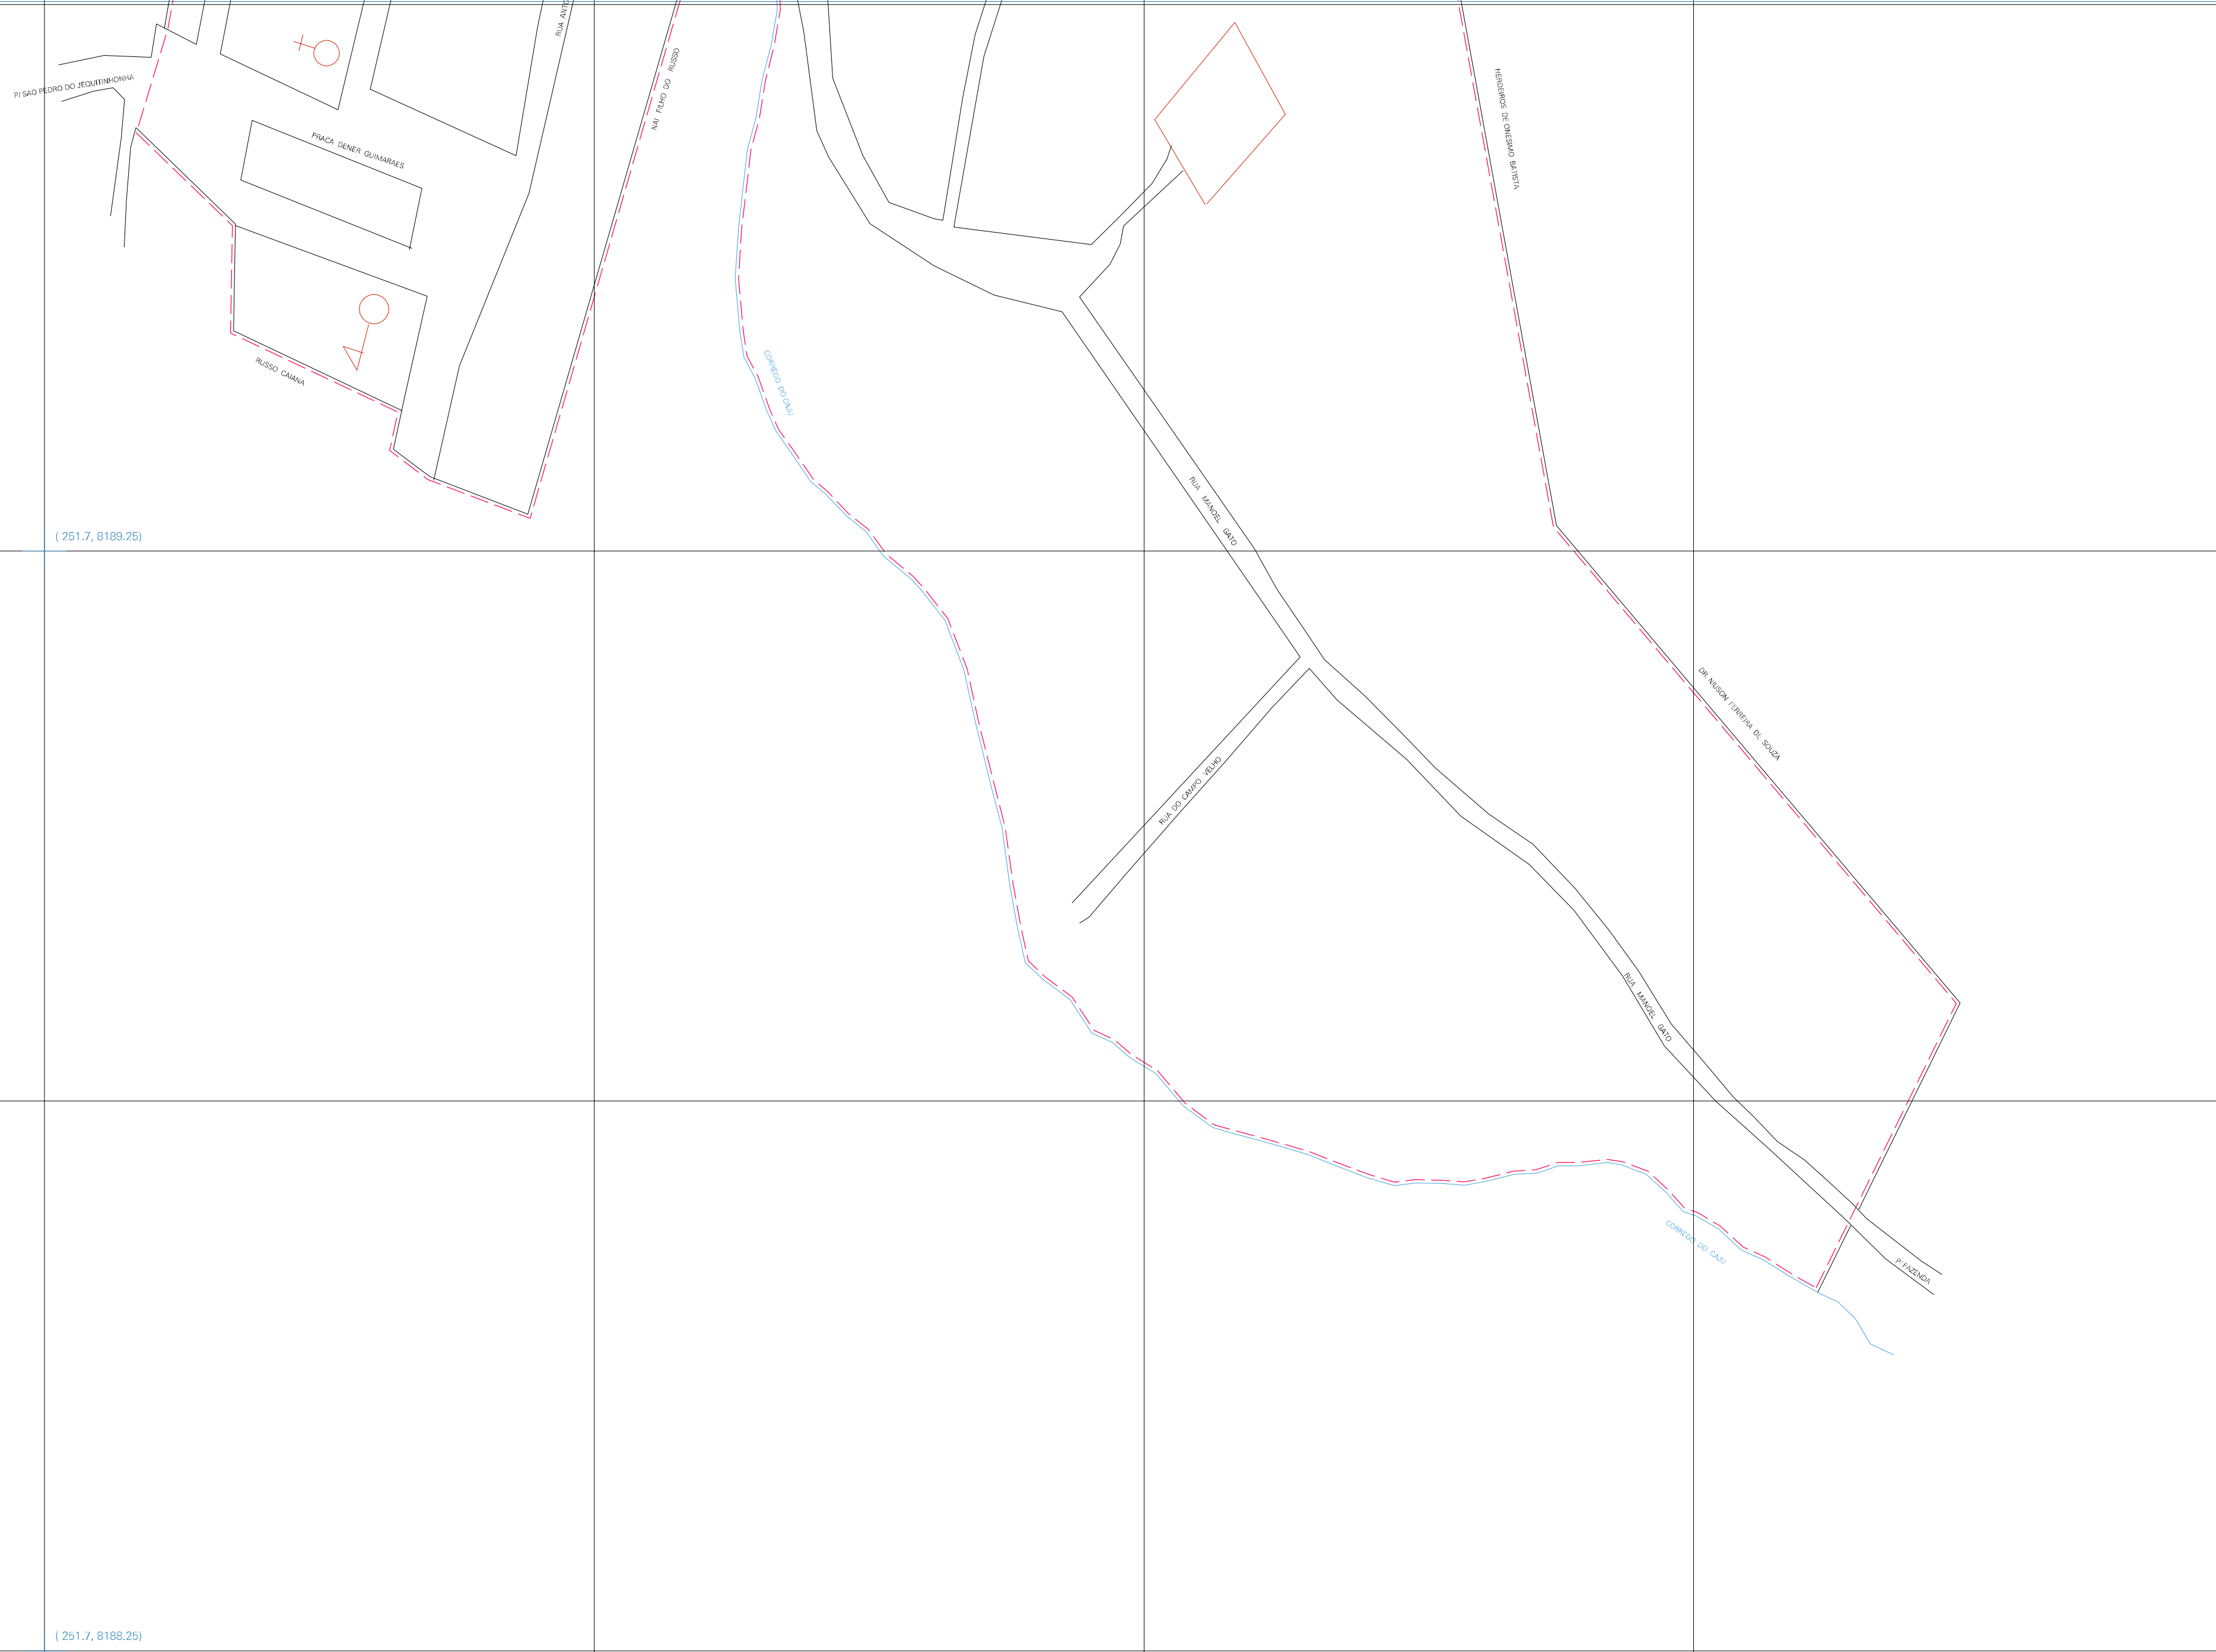 P/ SAO PEDRO DO JEQUITINHONHA
PRACA DENER GUIMARAES
RUA
NAI FILHO DO RUSSO
HERDEIROS DE ONESIMO BATISTA
RUSSO CAIANA
CORREGO DO CAJU
RUA MANOEL GATO
( 251.7, 8189.25)
DR. NILSON FERREIRA DE SOUZA
RUA DO CAMPO VELHO
RUA MANOEL GATO
CORREGO DO CAJU
P/ FAZENDA
( 251.7, 8188.25)